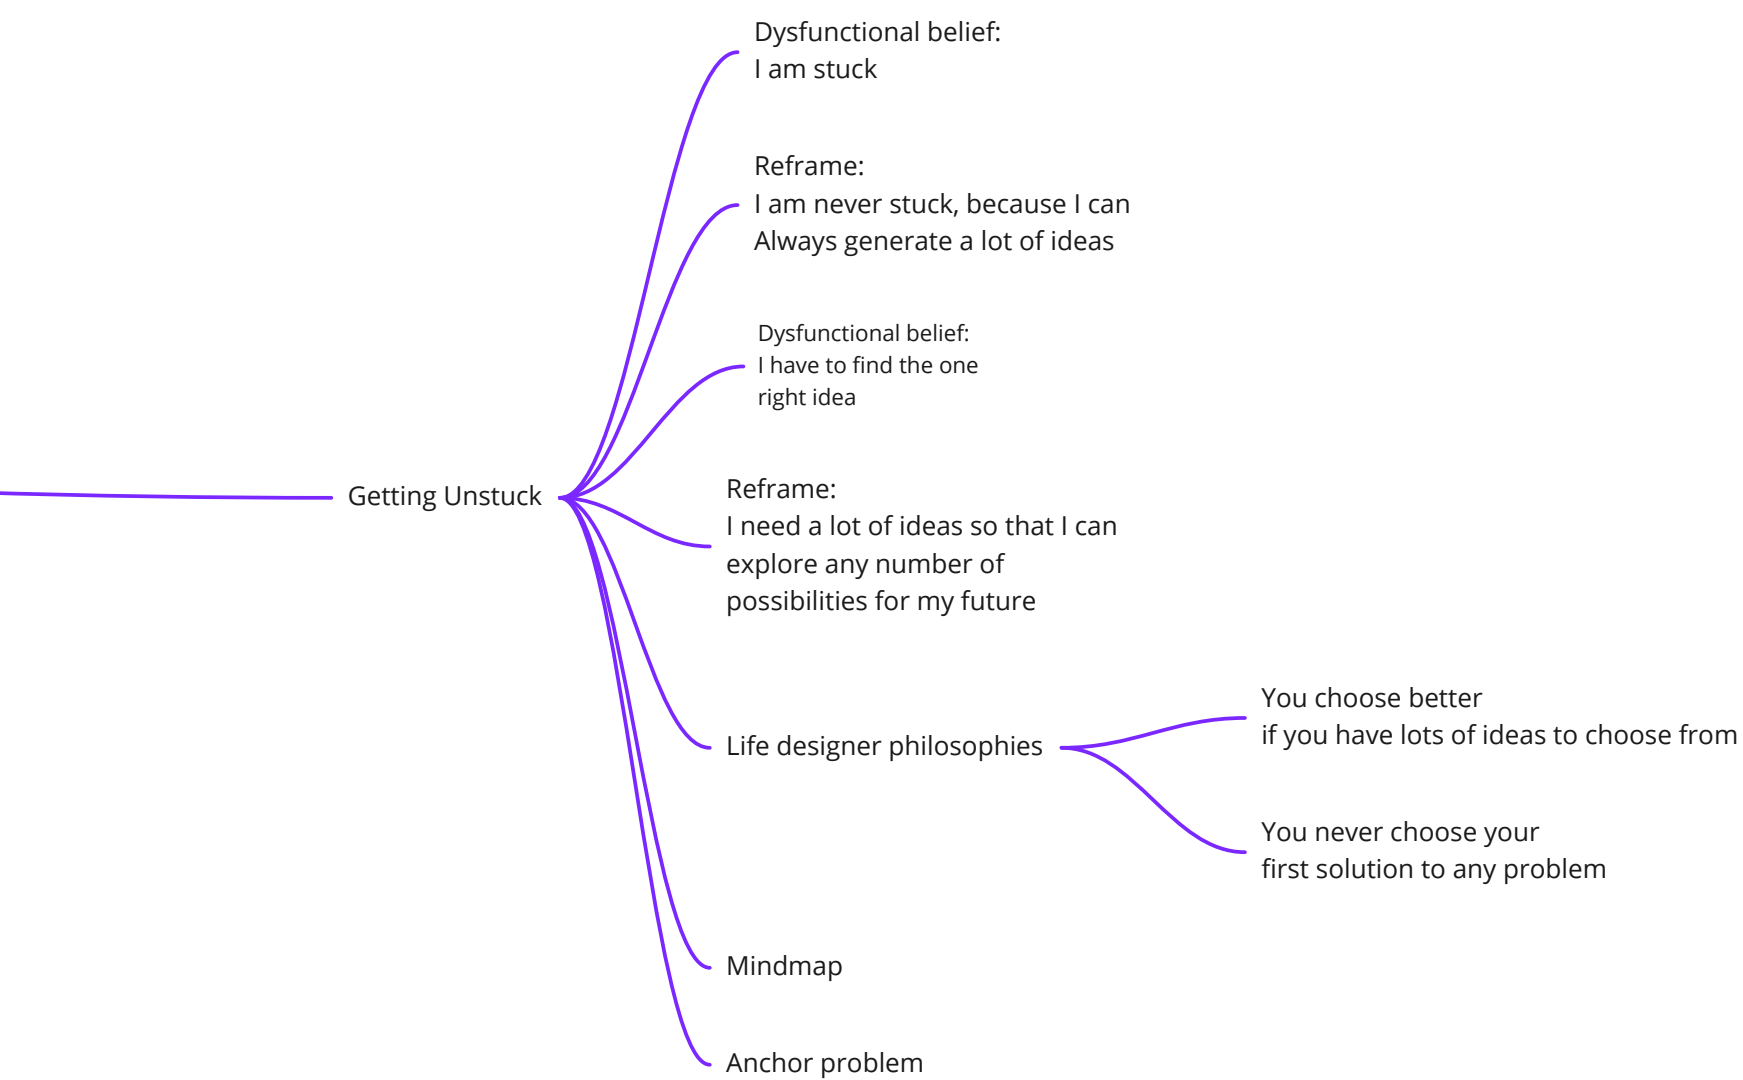 Dysfunctional belief:
I am stuck
Reframe:
I am never stuck, because I can
Always generate a lot of ideas
Dysfunctional belief:
I have to find the one
right idea
Getting Unstuck
Reframe:
I need a lot of ideas so that I can
explore any number of
possibilities for my future
Life designer philosophies
You choose better
if you have lots of ideas to choose from
You never choose your
first solution to any problem
Mindmap
Anchor problem